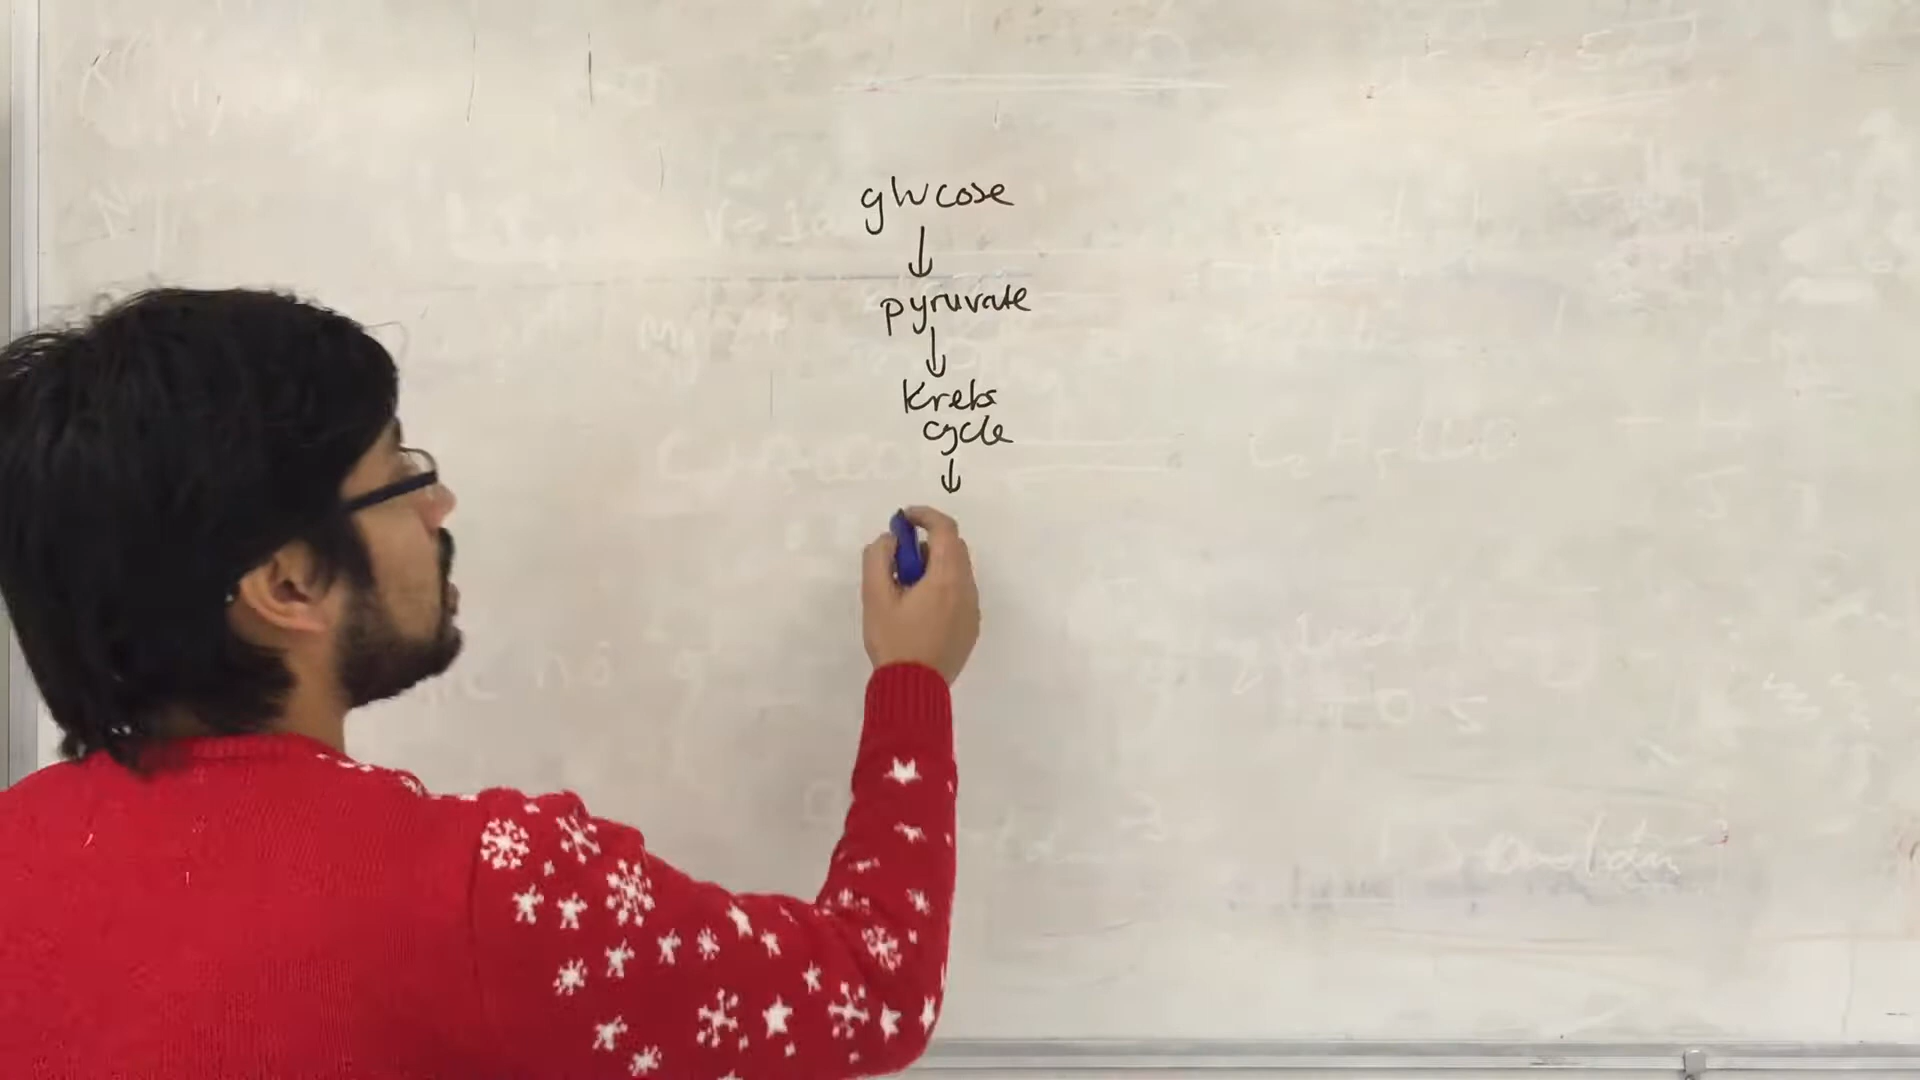 glucose
↓
pyruvate
↓
Krebs
cycle
↓